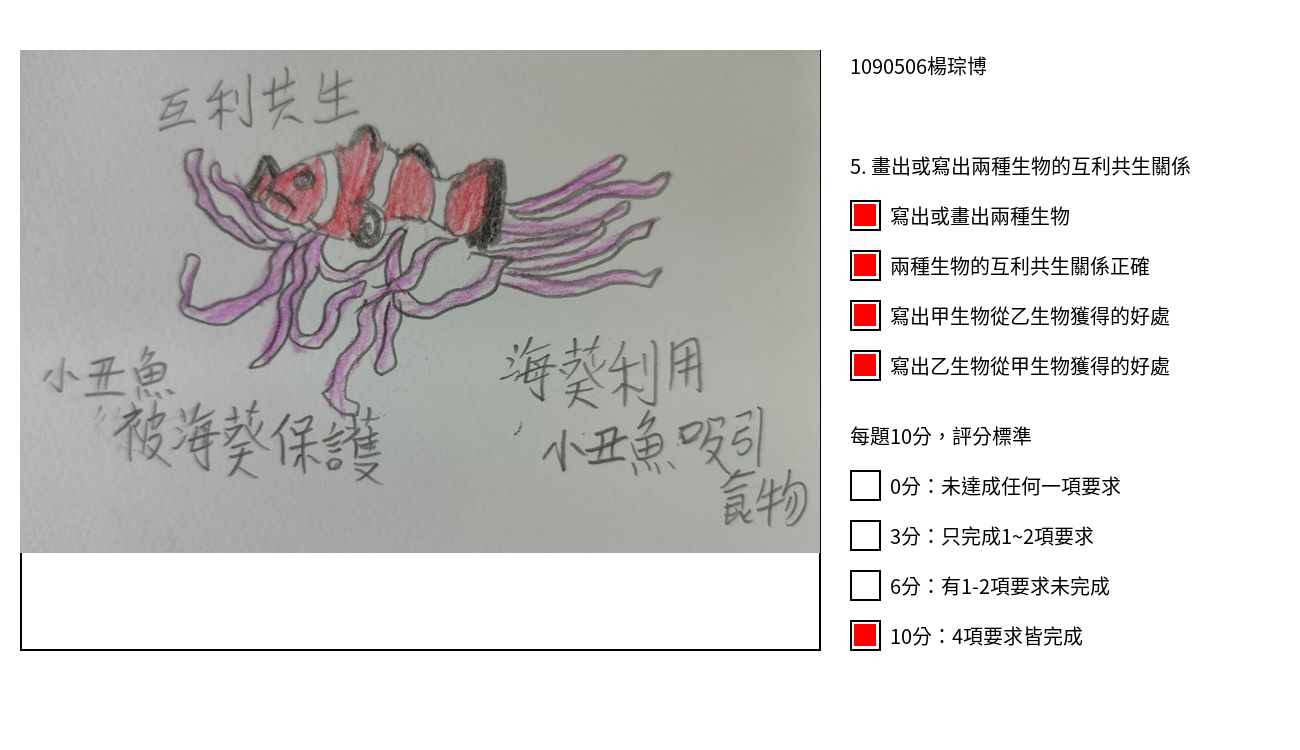 互利共生
小丑魚
被海葵保護
海葵利用
小丑魚吸引
食物
1090506楊琮博
5. 畫出或寫出兩種生物的互利共生關係
寫出或畫出兩種生物
兩種生物的互利共生關係正確
寫出甲生物從乙生物獲得的好處
寫出乙生物從甲生物獲得的好處
每題10分，評分標準
0分：未達成任何一項要求
3分：只完成1~2項要求
6分：有1-2項要求未完成
10分：4項要求皆完成